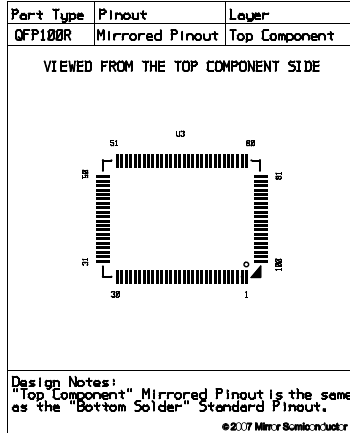 Part Type Pinout Layer
QFP100R Mirrored Pinout Top Component
VIEWED FROM THE TOP COMPONENT SIDE
U3
51 80
50 81
31 100
30 1
Design Notes:
"Top Component" Mirrored Pinout is the same
as the "Bottom Solder" Standard Pinout.
©2007 Mirror Semiconductor